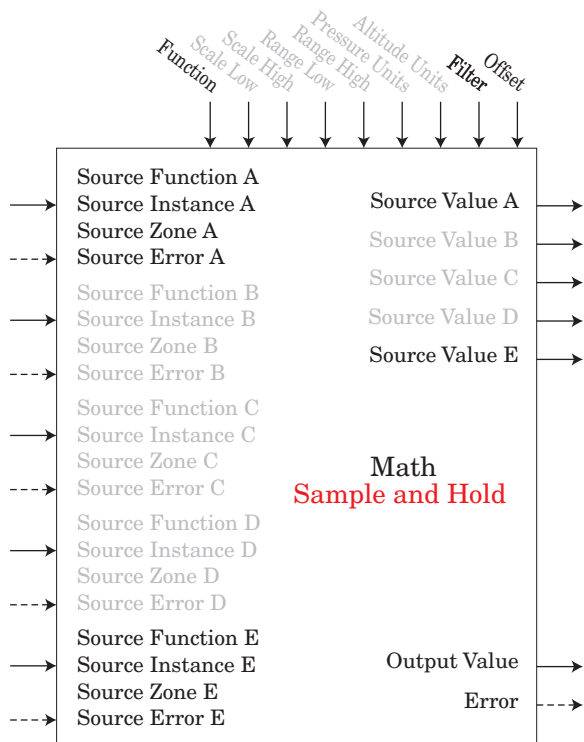 Function
Scale Low
Scale High
Range Low
Range High
Pressure Units
Altitude Units
Filter
Offset
Source Function A
Source Instance A
Source Zone A
Source Error A
Source Function B
Source Instance B
Source Zone B
Source Error B
Source Function C
Source Instance C
Source Zone C
Source Error C
Source Function D
Source Instance D
Source Zone D
Source Error D
Source Function E
Source Instance E
Source Zone E
Source Error E
Source Value A
Source Value B
Source Value C
Source Value D
Source Value E
Math
Sample and Hold
Output Value
Error